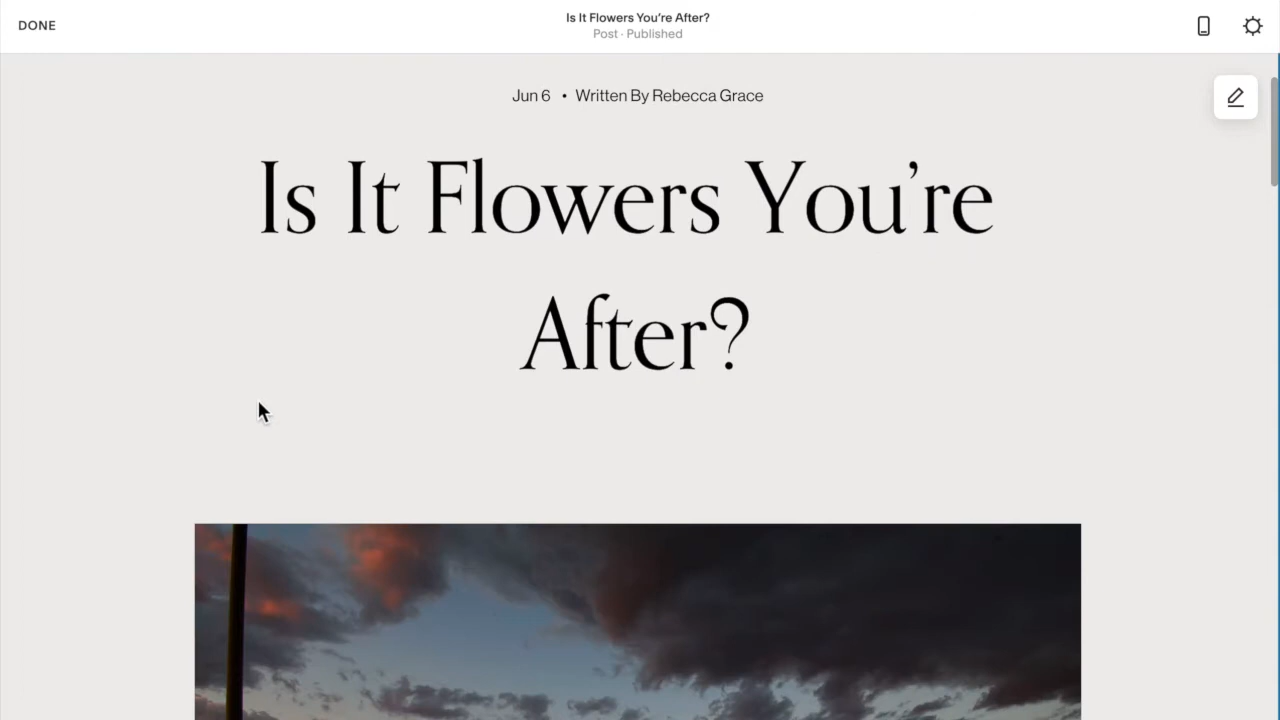 DONE
Is It Flowers You’re After?
Post · Published
Jun 6 • Written By Rebecca Grace
Is It Flowers You’re
After?